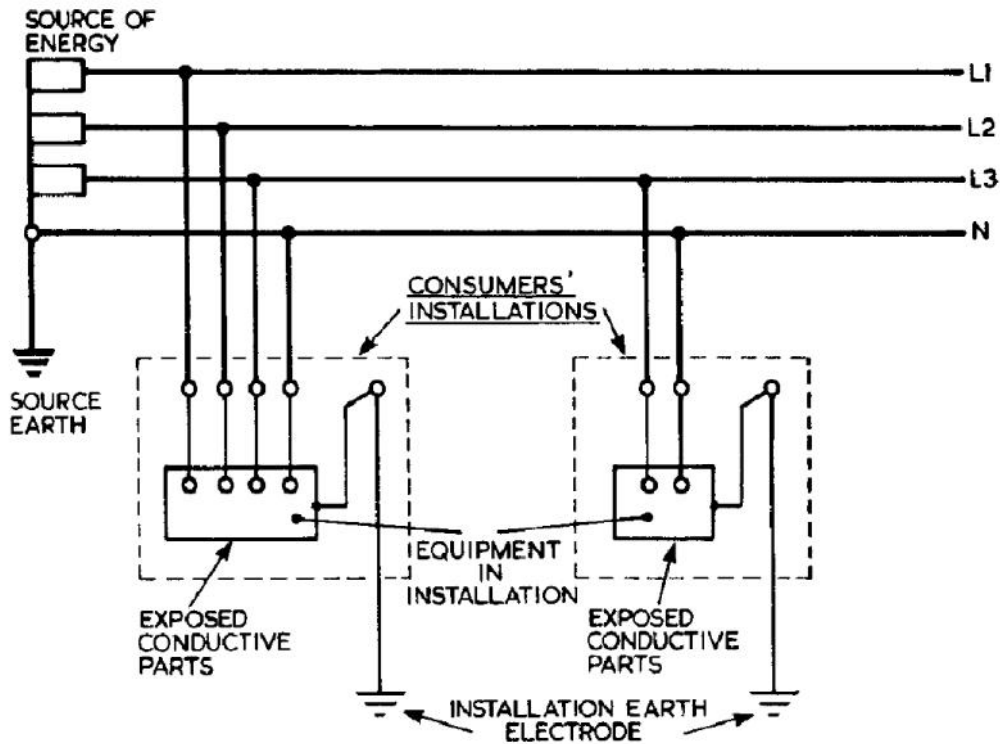 SOURCE OF
ENERGY
L1
L2
L3
N
CONSUMERS'
INSTALLATIONS
SOURCE
EARTH
EQUIPMENT
IN
INSTALLATION
EXPOSED
CONDUCTIVE
PARTS
EXPOSED
CONDUCTIVE
PARTS
INSTALLATION EARTH
ELECTRODE